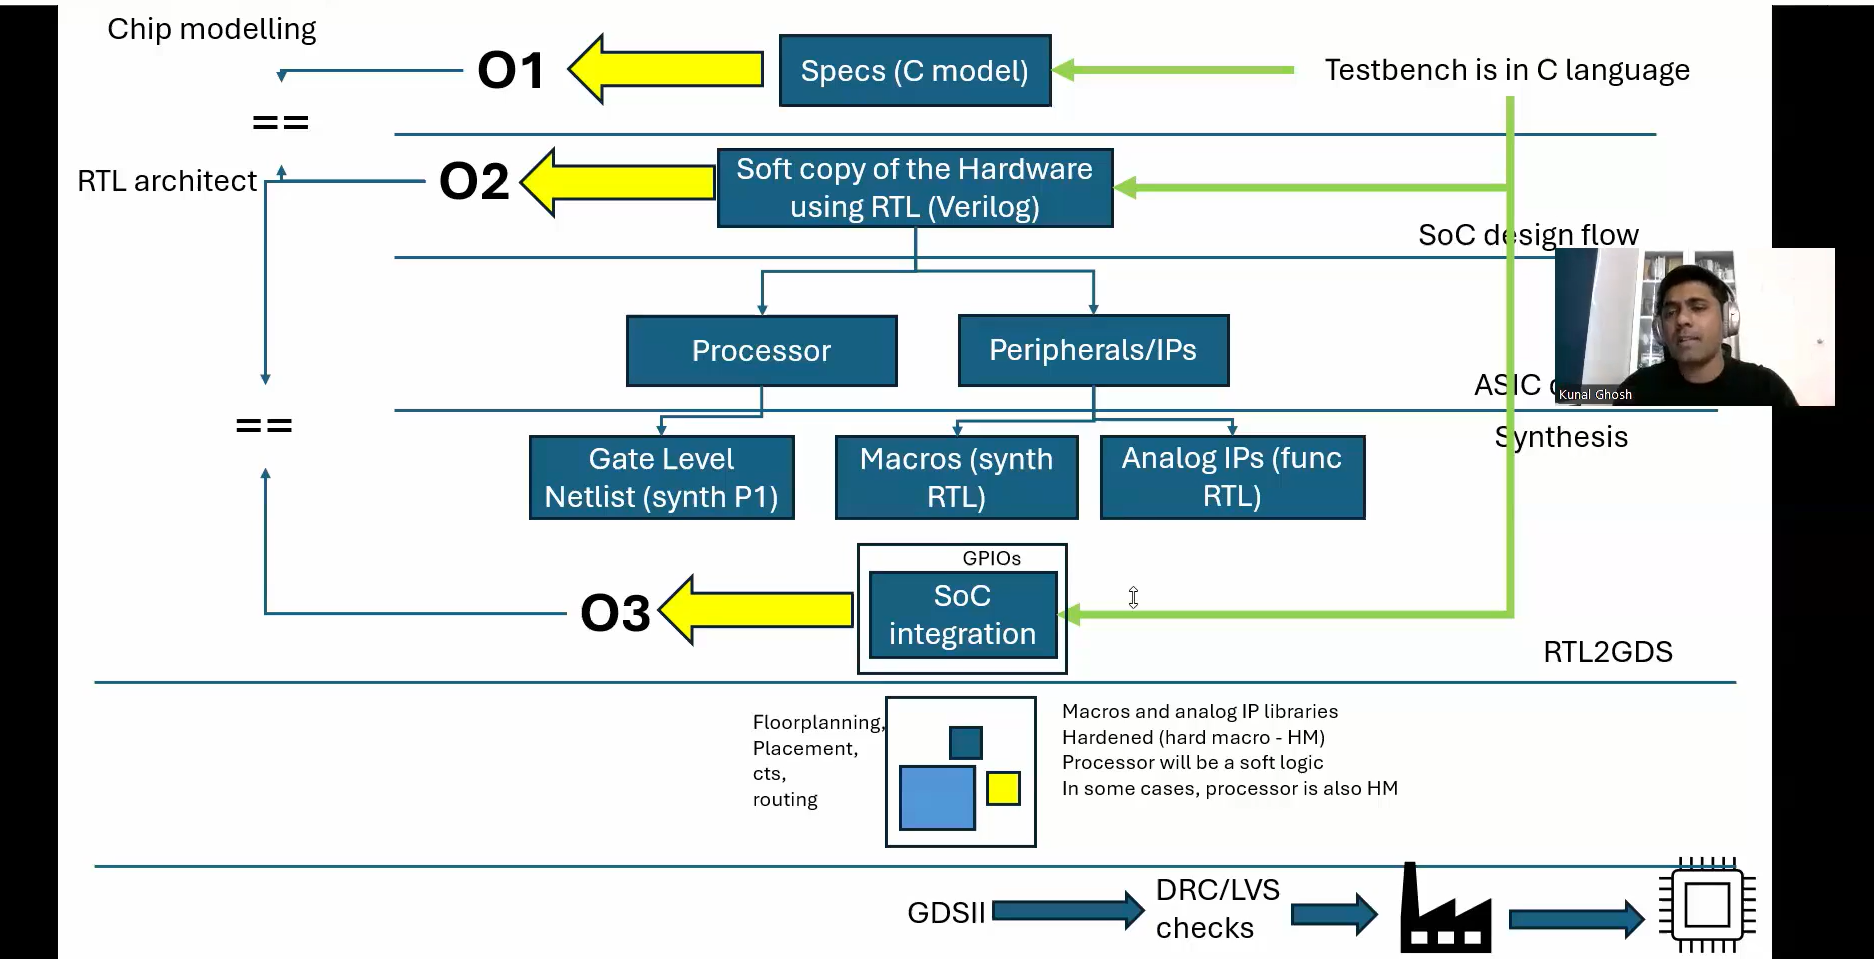 Chip modelling
O1
Specs (C model)
Testbench is in C language
==
RTL architect
O2
Soft copy of the Hardware
using RTL (Verilog)
SoC design flow
Processor
Peripherals/IPs
ASIC
Kunal Ghosh
==
Synthesis
Gate Level
Netlist (synth P1)
Macros (synth
RTL)
Analog IPs (func
RTL)
GPIOs
O3
SoC
integration
RTL2GDS
Floorplanning,
Placement,
cts,
routing
Macros and analog IP libraries
Hardened (hard macro - HM)
Processor will be a soft logic
In some cases, processor is also HM
GDSII
DRC/LVS
checks